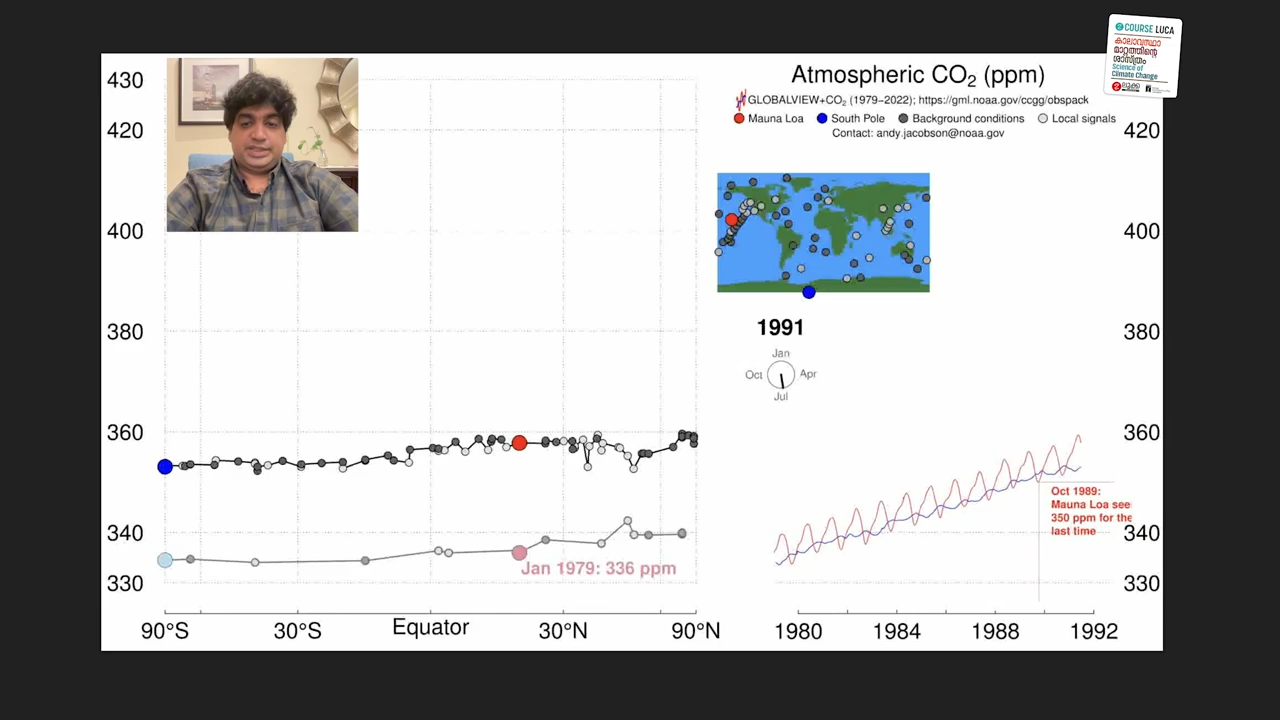 COURSE LUCA
കാലാവസ്ഥാ
മാറ്റത്തിന്റെ
ശാസ്ത്രം
Science of
Climate Change
ലൂക്ക
Atmospheric CO₂ (ppm)
GLOBALVIEW+CO₂ (1979−2022); https://gml.noaa.gov/ccgg/obspack
Mauna Loa South Pole Background conditions Local signals
Contact: andy.jacobson@noaa.gov
430
420
400
380
360
340
330
90°S 30°S Equator 30°N 90°N
Jan 1979: 336 ppm
1991
Jan
Oct Apr
Jul
420
400
380
360
340
330
Oct 1989:
Mauna Loa see
350 ppm for the
last time
1980 1984 1988 1992